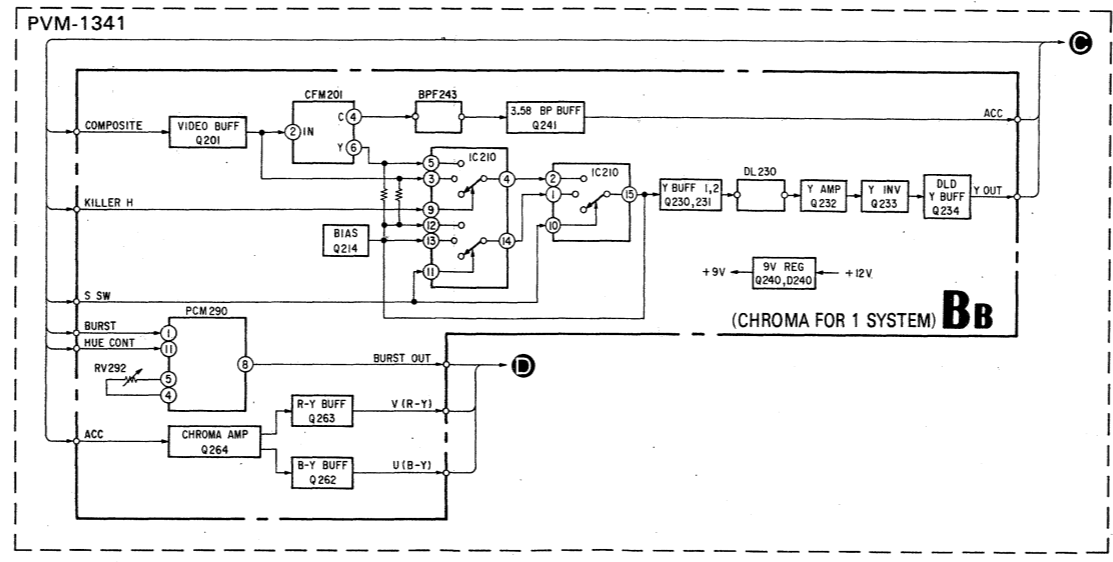 PVM-1341
C
COMPOSITE
VIDEO BUFF
Q201
CFM201
C 4
2 IN
Y 6
BPF243
3.58 BP BUFF
Q241
ACC
KILLER H
IC210
5
3
4
9
12
13
14
11
BIAS
Q214
IC210
2
1
15
10
Y BUFF 1,2
Q230,231
DL230
Y AMP
Q232
Y INV
Q233
DLD
Y BUFF
Q234
Y OUT
+9V
9V REG
Q240,D240
+12V
S SW
(CHROMA FOR 1 SYSTEM) BB
PCM290
BURST
1
HUE CONT
11
8
RV292
5
4
BURST OUT
D
R-Y BUFF
Q263
V (R-Y)
ACC
CHROMA AMP
Q264
B-Y BUFF
Q262
U (B-Y)